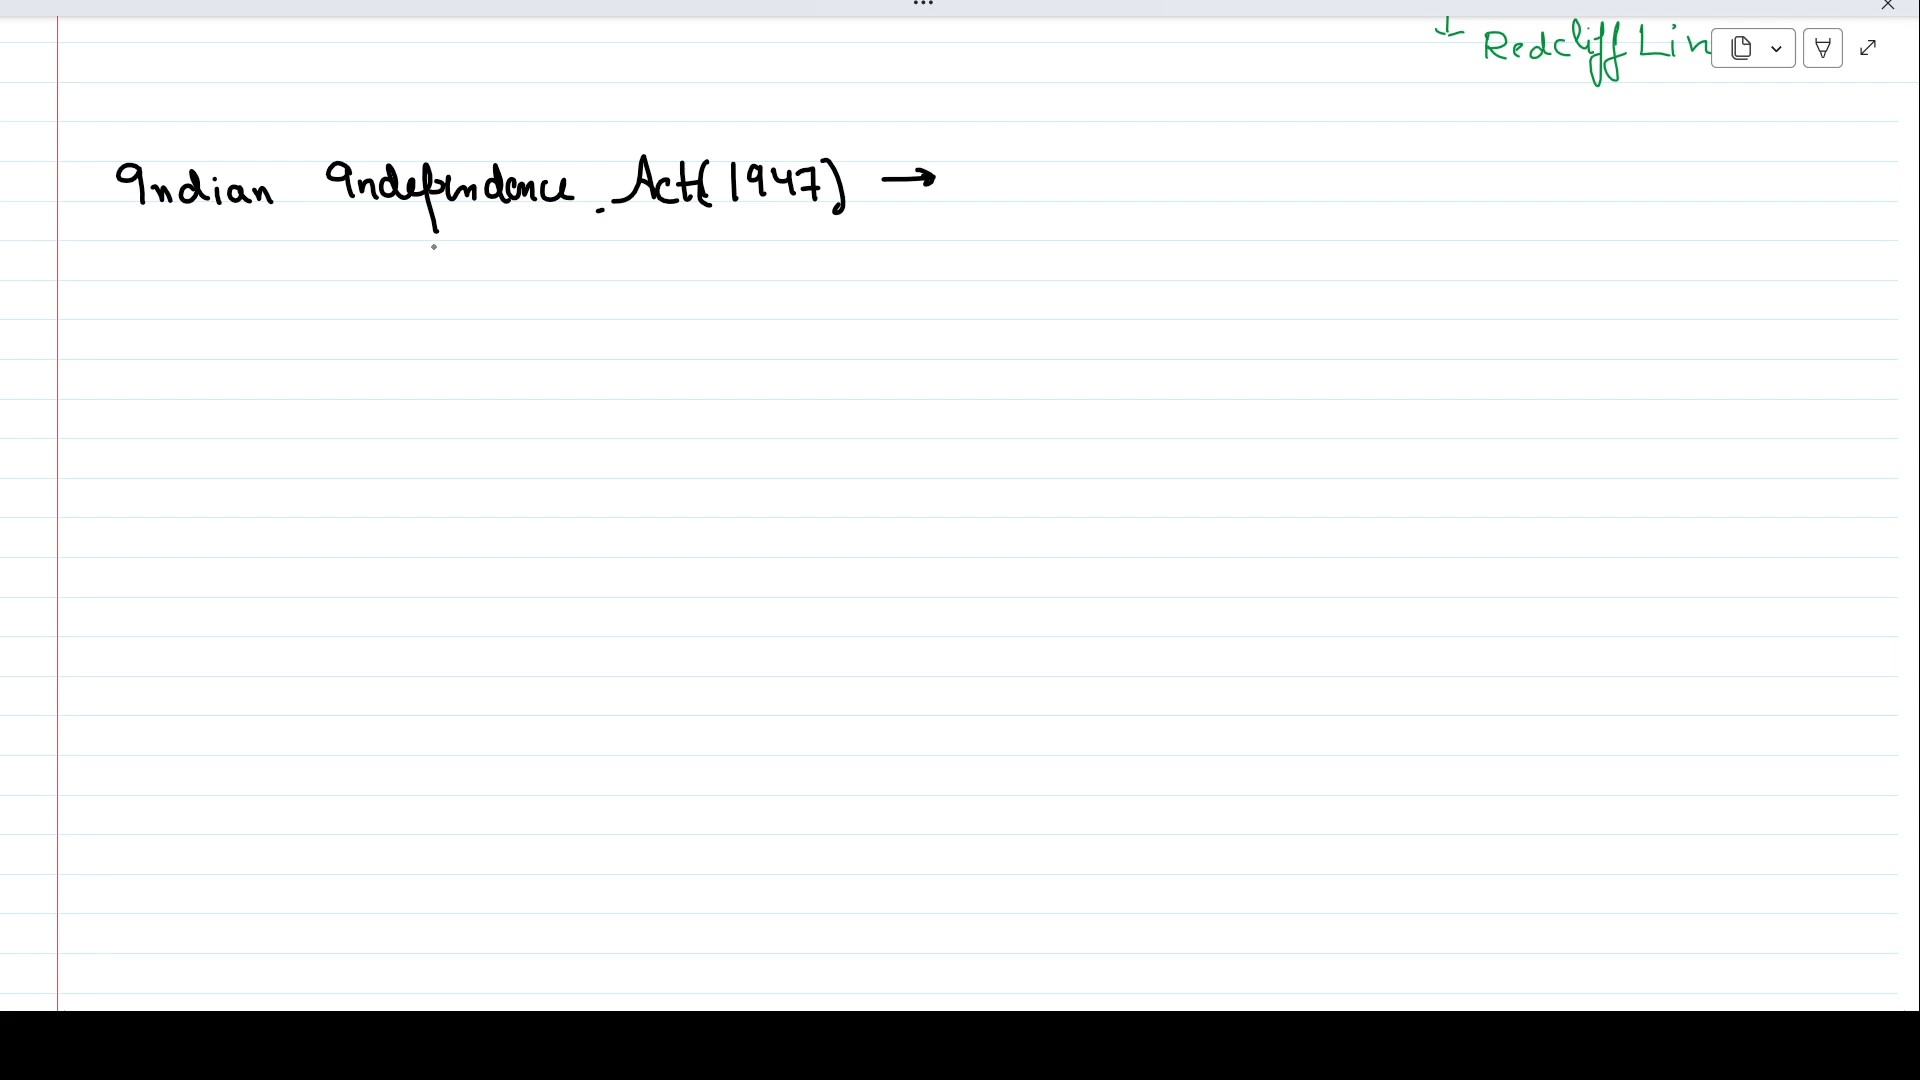 Redcliff Lin
Indian Independence Act (1947) →